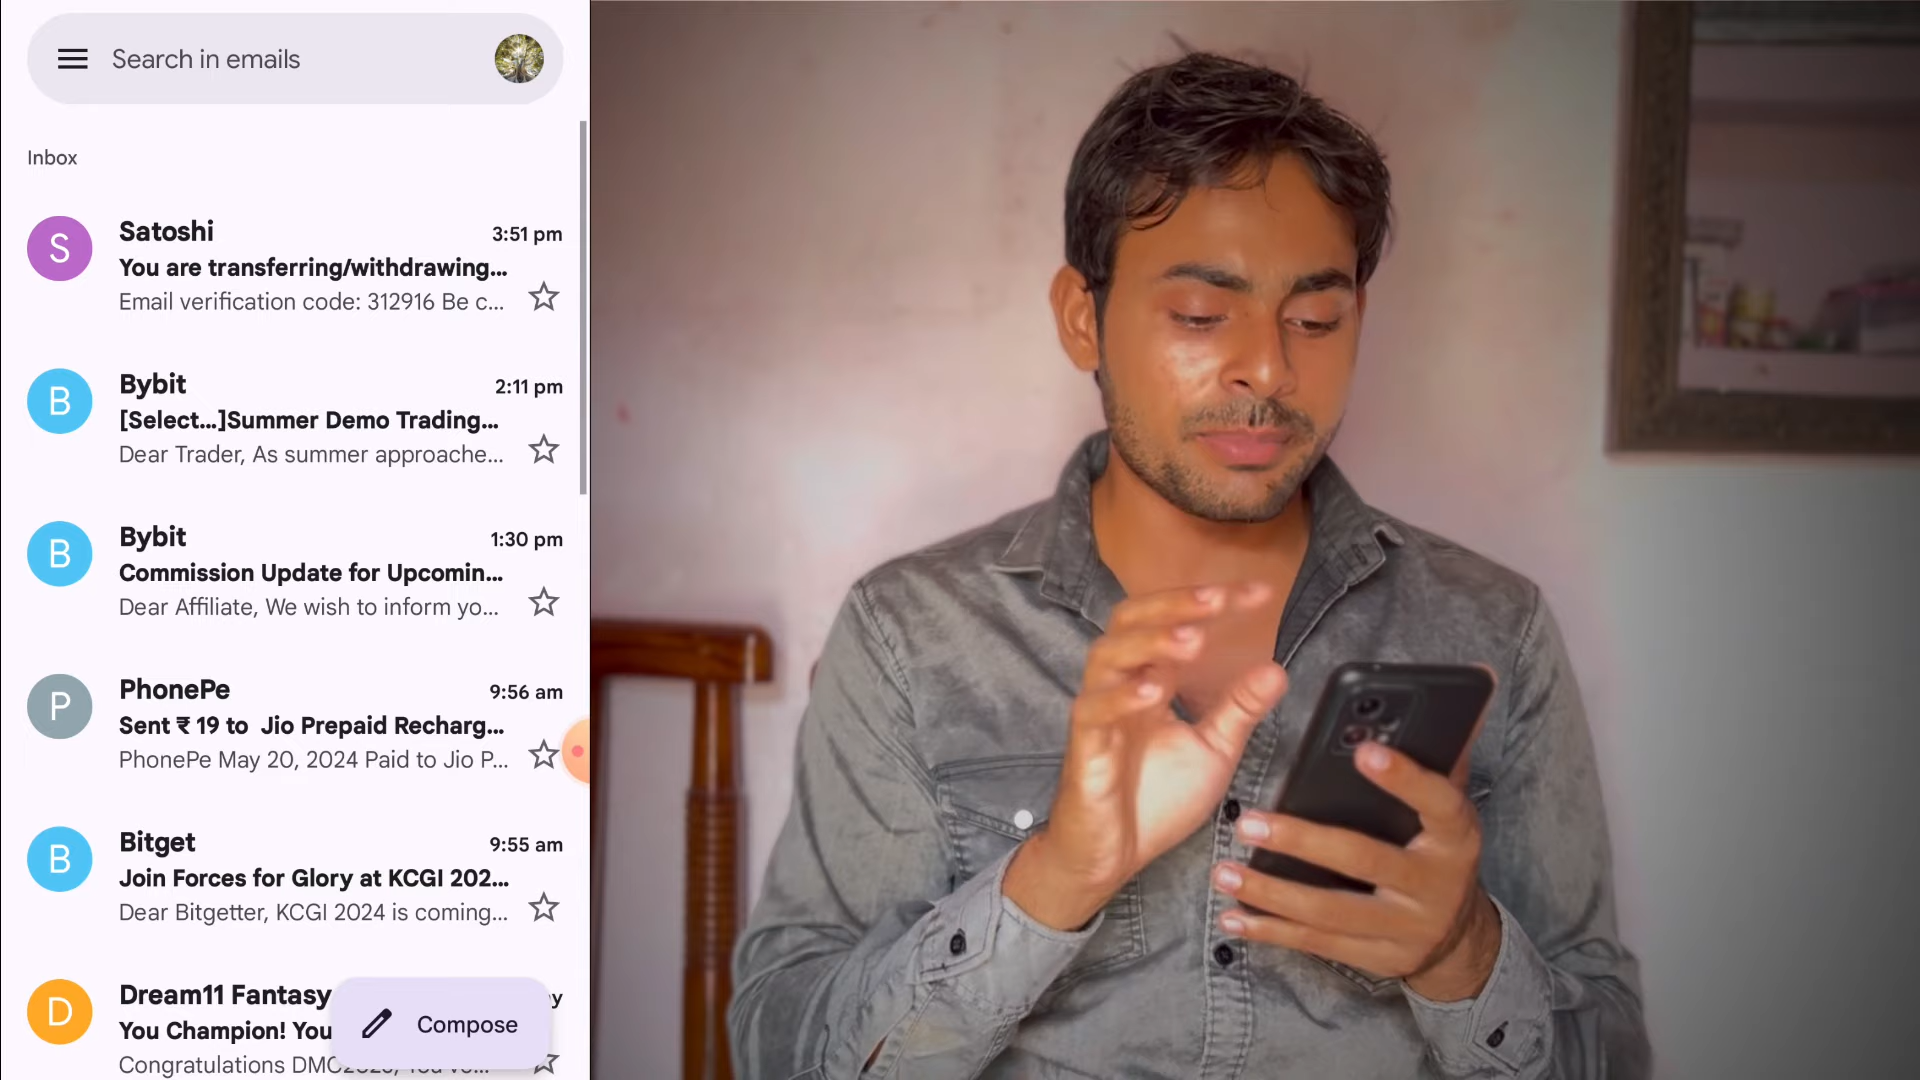 Search in emails
Inbox
S
Satoshi
3:51 pm
You are transferring/withdrawing...
Email verification code: 312916 Be c...
B
Bybit
2:11 pm
[Select...]Summer Demo Trading...
Dear Trader, As summer approache...
B
Bybit
1:30 pm
Commission Update for Upcomin...
Dear Affiliate, We wish to inform yo...
P
PhonePe
9:56 am
Sent ₹ 19 to Jio Prepaid Recharg...
PhonePe May 20, 2024 Paid to Jio P...
B
Bitget
9:55 am
Join Forces for Glory at KCGI 202...
Dear Bitgetter, KCGI 2024 is coming...
D
Dream11 Fantasy
You Champion! You
Compose
Congratulations